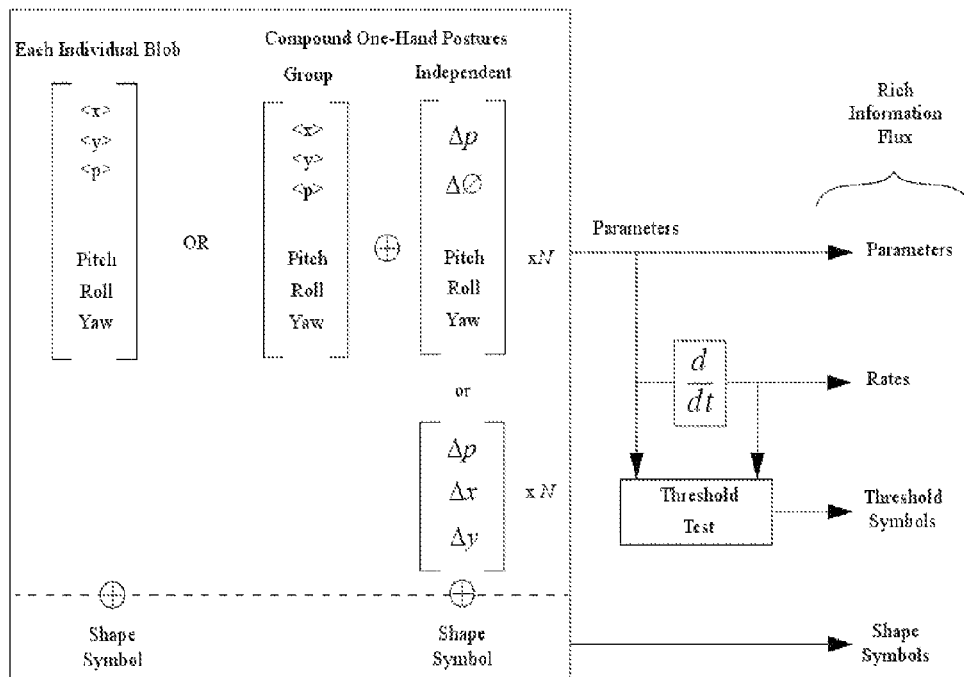 Each Individual Blob
<x>
<y>
<p>
Pitch
Roll
Yaw
OR
Compound One-Hand Postures
Group
<x>
<y>
<p>
Pitch
Roll
Yaw
⊕
Independent
Δp
Δ∅
Pitch
Roll
Yaw
xN
or
Δp
Δx
Δy
x N
⊕
Shape
Symbol
⊕
Shape
Symbol
Parameters
d
dt
Threshold
Test
Rich
Information
Flux
Parameters
Rates
Threshold
Symbols
Shape
Symbols